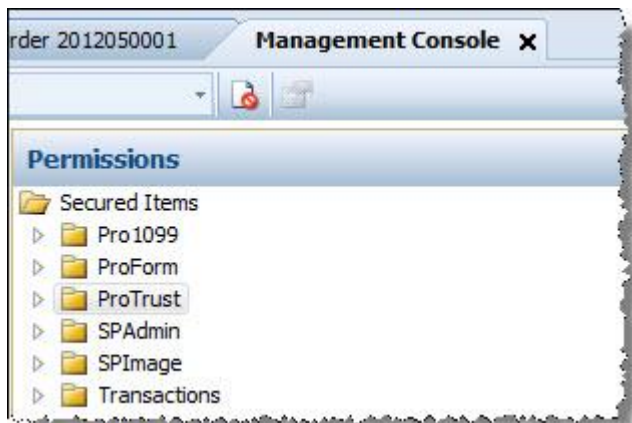 rder 2012050001 Management Console
Permissions
Secured Items
Pro1099
ProForm
ProTrust
SPAdmin
SPImage
Transactions